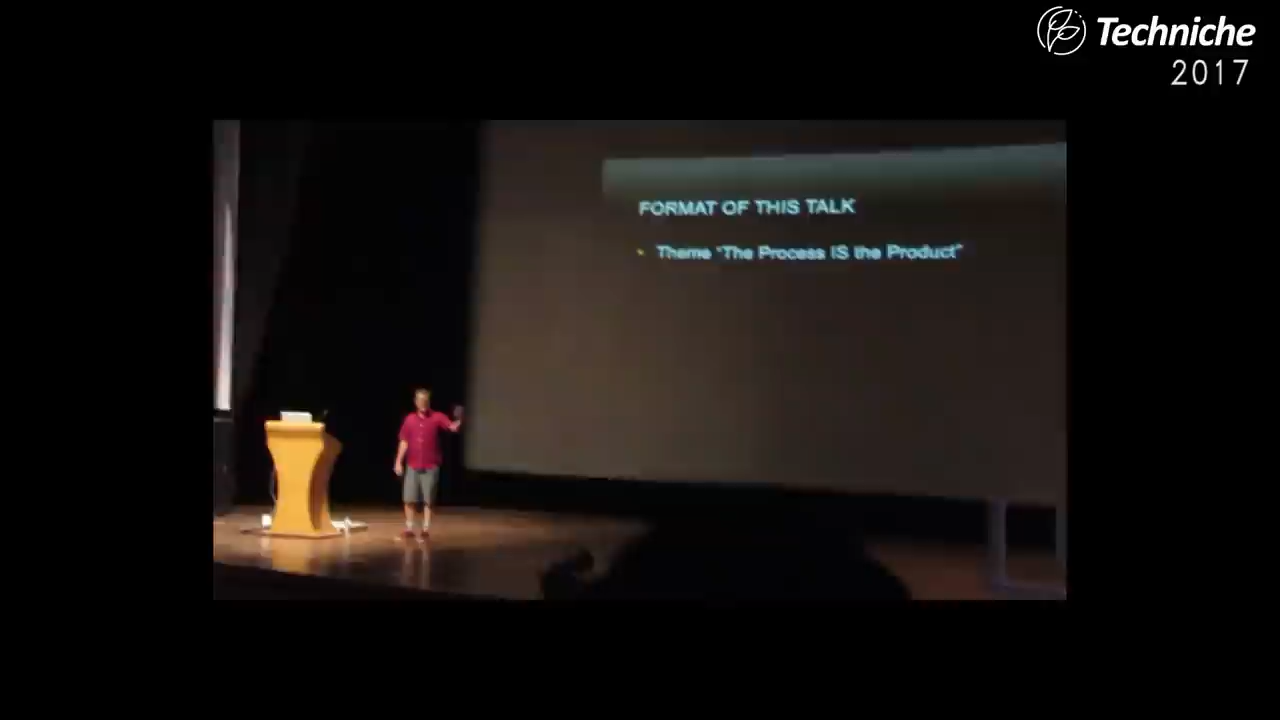 Techniche
2017
FORMAT OF THIS TALK
• Theme "The Process IS the Product"